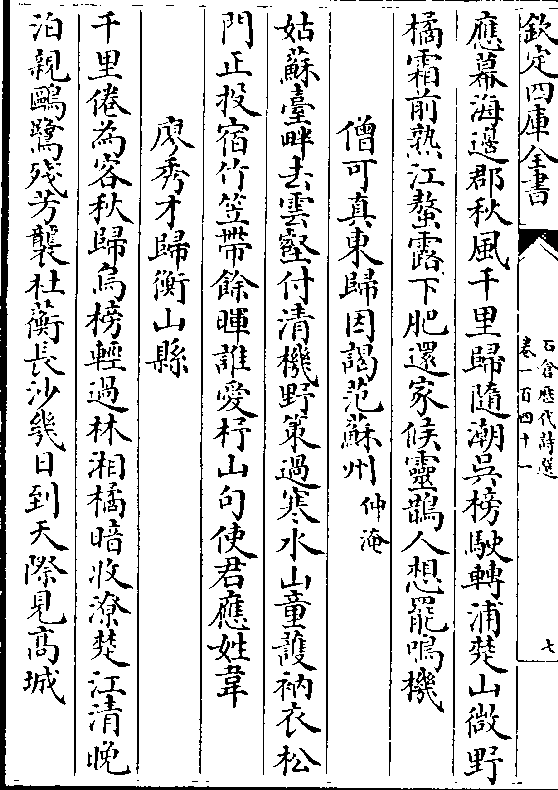 欽定四庫全書
石倉歷代詩選
卷一百四十一
七
應幕海邊郡秋風千里歸隨潮吳榜駛轉浦楚山微野
橘霜前熟江螯露下肥還家候靈鵲人想罷鳴機
僧可真東歸因謁范蘇州仲淹
姑蘇臺畔去雲壑付清機野策過寒水山童護衲衣松
門正投宿竹笠帶餘暉誰愛杼山句使君應姓韋
廖秀才歸衡山縣
千里倦為客秋歸烏榜輕過林湘橘暗收潦楚江清晚
泊親鷗鷺殘芳襲杜蘅長沙幾日到天際見髙城